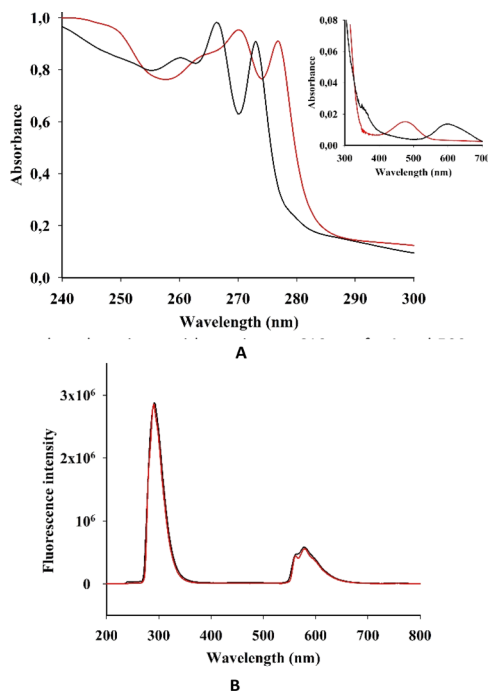 1,0
0,8
0,6
0,4
0,2
0,0
Absorbance
240 250 260 270 280 290 300
Wavelength (nm)
0,08
0,06
0,04
0,02
0,00
Absorbance
300 400 500 600 700
Wavelength (nm)
A
3x10⁶
2x10⁶
10⁶
0
Fluorescence intensity
200 300 400 500 600 700 800
Wavelength (nm)
B